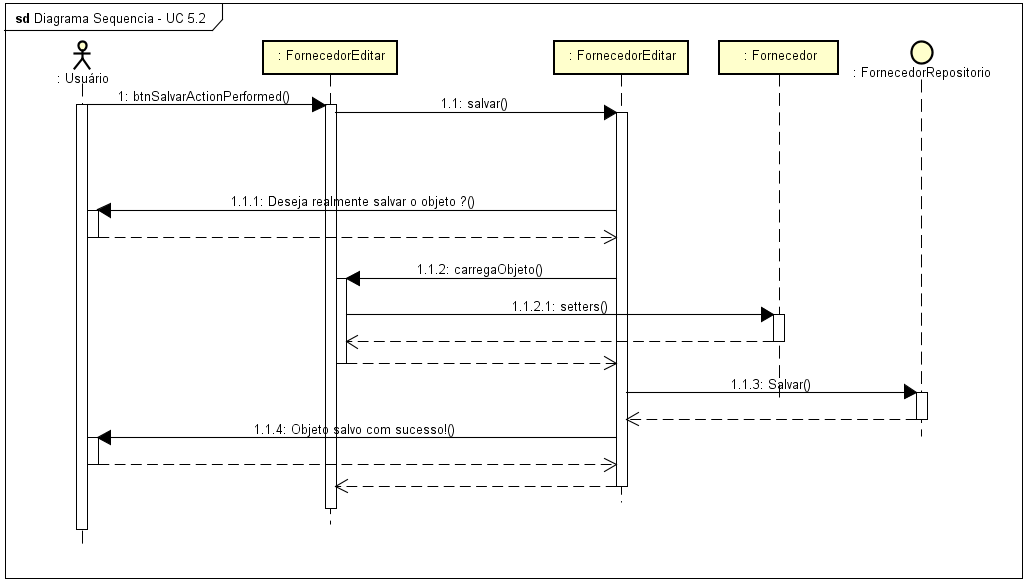 sd Diagrama Sequencia - UC 5.2
: Usuário
: FornecedorEditar
: FornecedorEditar
: Fornecedor
: FornecedorRepositorio
1: btnSalvarActionPerformed()
1.1: salvar()
1.1.1: Deseja realmente salvar o objeto ?()
1.1.2: carregaObjeto()
1.1.2.1: setters()
1.1.3: Salvar()
1.1.4: Objeto salvo com sucesso!()